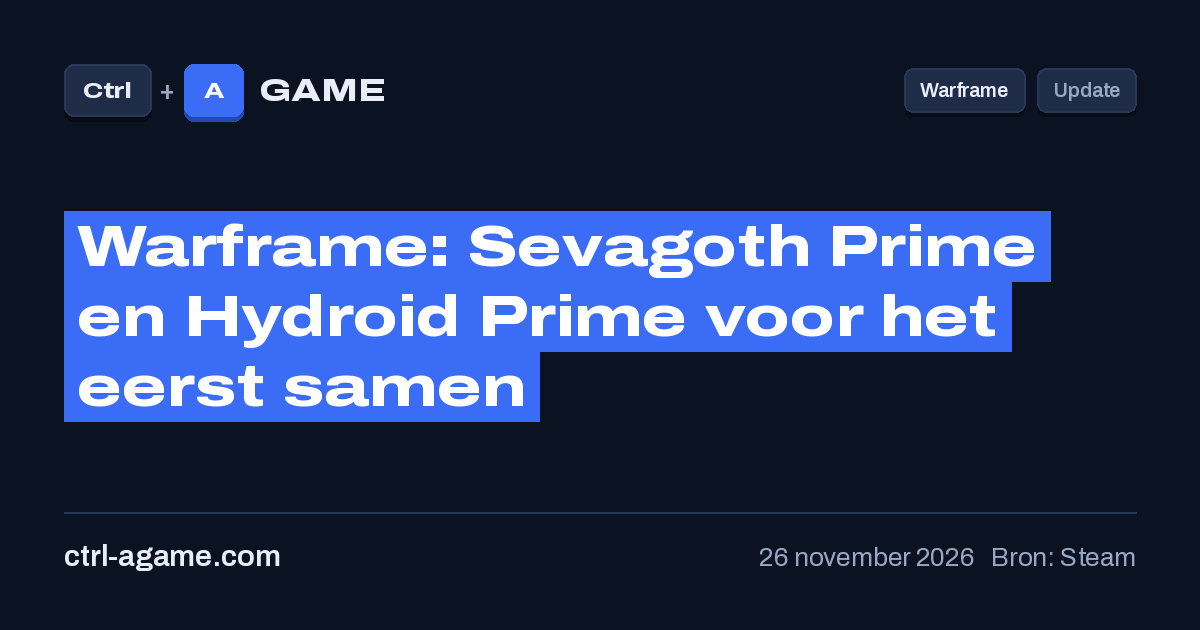 Ctrl + A GAME
Warframe Update
Warframe: Sevagoth Prime
en Hydroid Prime voor het
eerst samen
ctrl-agame.com
26 november 2026 Bron: Steam